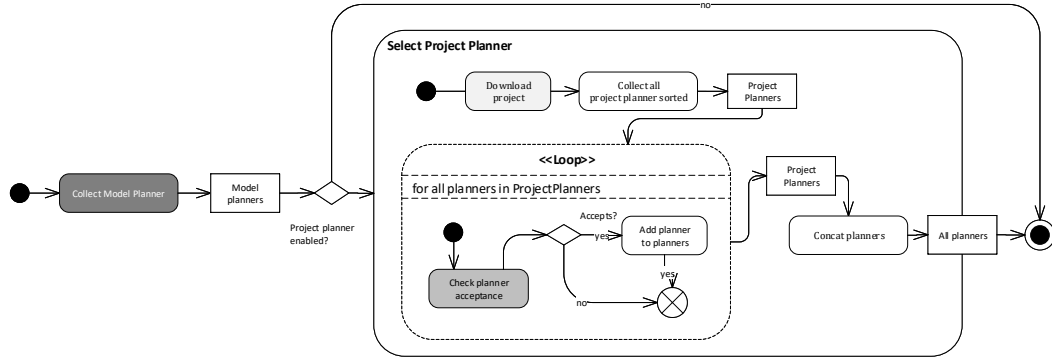 no
Select Project Planner
Download
project
Collect all
project planner sorted
Project
Planners
<<Loop>>
for all planners in ProjectPlanners
Collect Model Planner
Model
planners
Project planner
enabled?
Accepts?
yes
Add planner
to planners
Check planner
acceptance
yes
no
Project
Planners
Concat planners
All planners